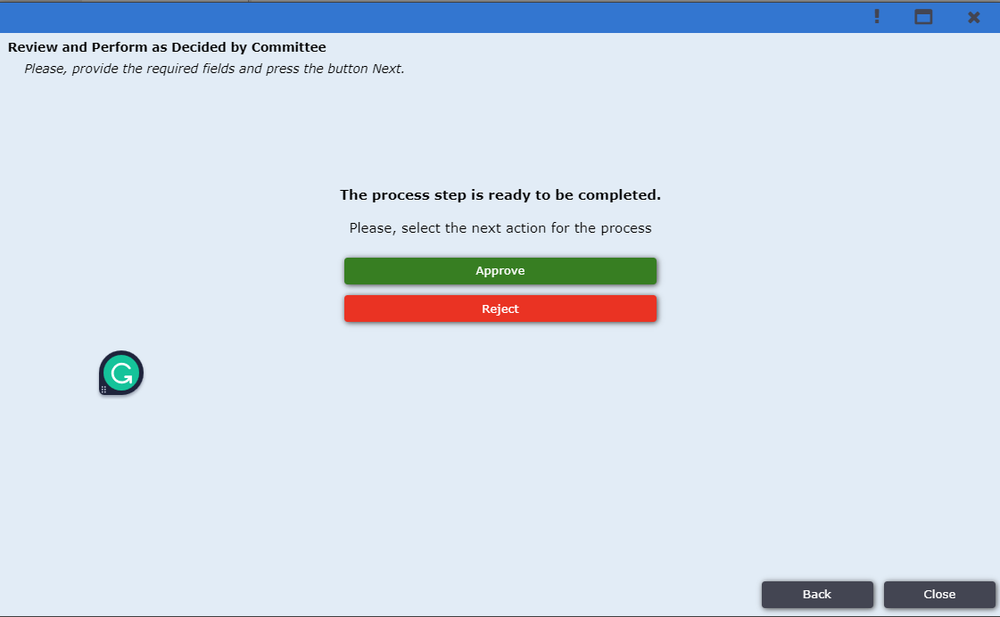 Review and Perform as Decided by Committee
Please, provide the required fields and press the button Next.
The process step is ready to be completed.
Please, select the next action for the process
Approve
Reject
Back
Close